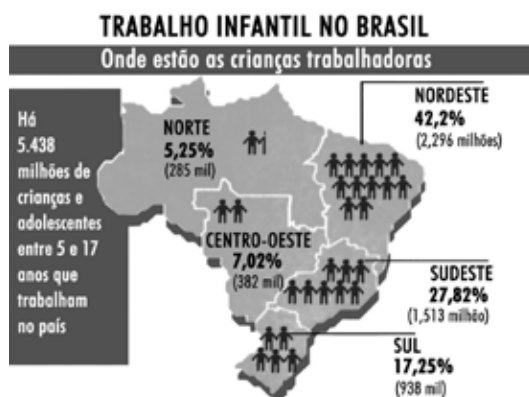 TRABALHO INFANTIL NO BRASIL
Onde estão as crianças trabalhadoras
Há
5.438
milhões de
crianças e
adolescentes
entre 5 e 17
anos que
trabalham
no país
NORTE
5,25%
(285 mil)
NORDESTE
42,2%
(2,296 milhões)
CENTRO-OESTE
7,02%
(382 mil)
SUDESTE
27,82%
(1,513 milhão)
SUL
17,25%
(938 mil)